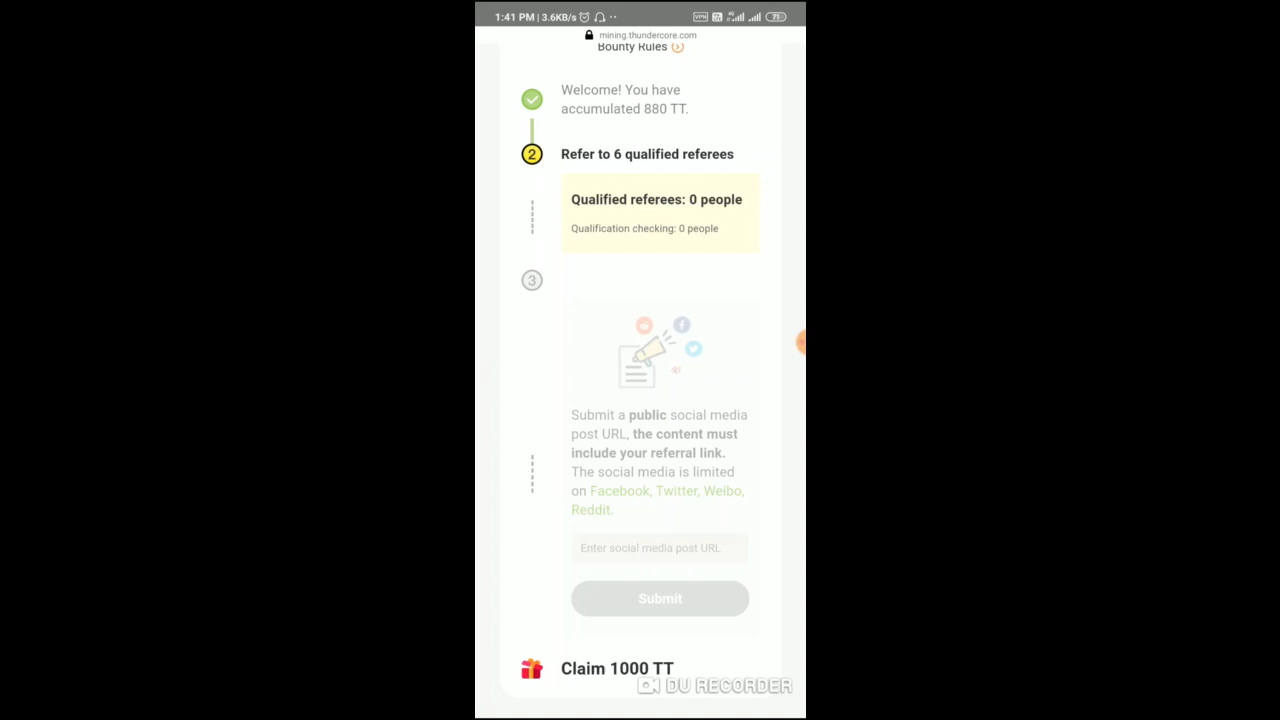 1:41 PM | 3.6KB/s
VPN 4G 75
mining.thundercore.com
Bounty Rules
Welcome! You have
accumulated 880 TT.
2
Refer to 6 qualified referees
Qualified referees: 0 people
Qualification checking: 0 people
3
Submit a public social media
post URL, the content must
include your referral link.
The social media is limited
on Facebook, Twitter, Weibo,
Reddit.
Enter social media post URL
Submit
Claim 1000 TT
DU RECORDER